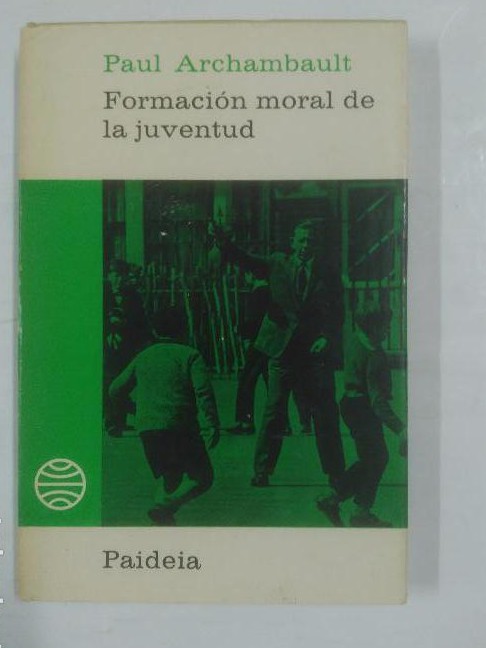 Paul Archambault
Formación moral de
la juventud
Paideia